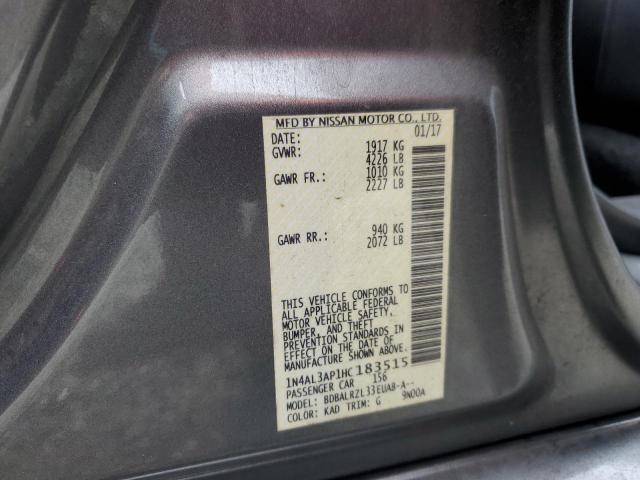 MFD BY NISSAN MOTOR CO., LTD.
DATE: 01/17
GVWR: 1917 KG
4226 LB
GAWR FR.: 1010 KG
2227 LB
GAWR RR.: 940 KG
2072 LB
THIS VEHICLE CONFORMS TO
ALL APPLICABLE FEDERAL
MOTOR VEHICLE SAFETY,
BUMPER, AND THEFT
PREVENTION STANDARDS IN
EFFECT ON THE DATE OF
MANUFACTURE SHOWN ABOVE.
1N4AL3AP1HC183515
PASSENGER CAR 156
MODEL: BDBALRZL33EUA8-A--
COLOR: KAD TRIM: G 9N00A